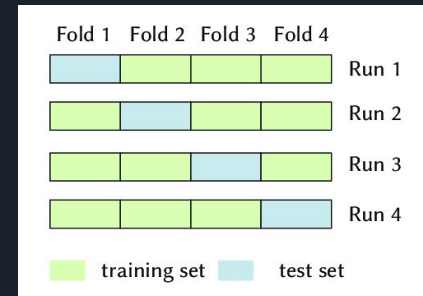 Fold 1 Fold 2 Fold 3 Fold 4
Run 1
Run 2
Run 3
Run 4
training set test set